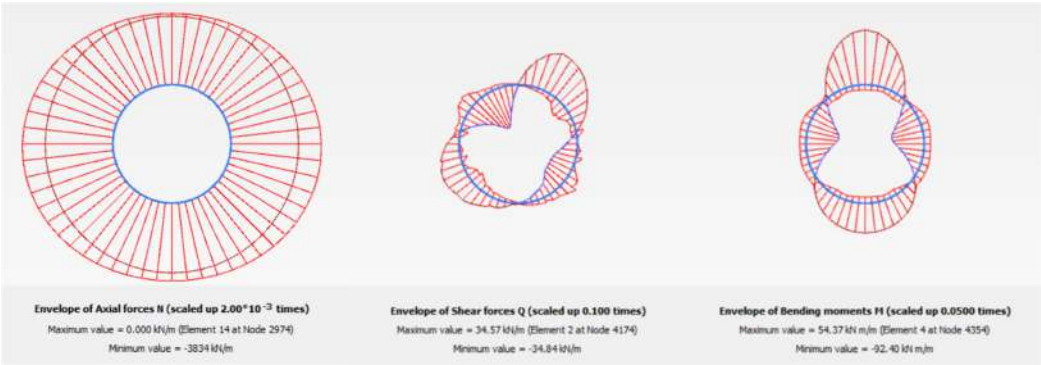 Envelope of Axial forces N (scaled up 2.00*10⁻³ times)
Maximum value = 0.000 kN/m (Element 14 at Node 2974)
Minimum value = -3834 kN/m
Envelope of Shear forces Q (scaled up 0.100 times)
Maximum value = 34.57 kN/m (Element 2 at Node 4174)
Minimum value = -34.84 kN/m
Envelope of Bending moments M (scaled up 0.0500 times)
Maximum value = 54.37 kN m/m (Element 4 at Node 4354)
Minimum value = -92.40 kN m/m